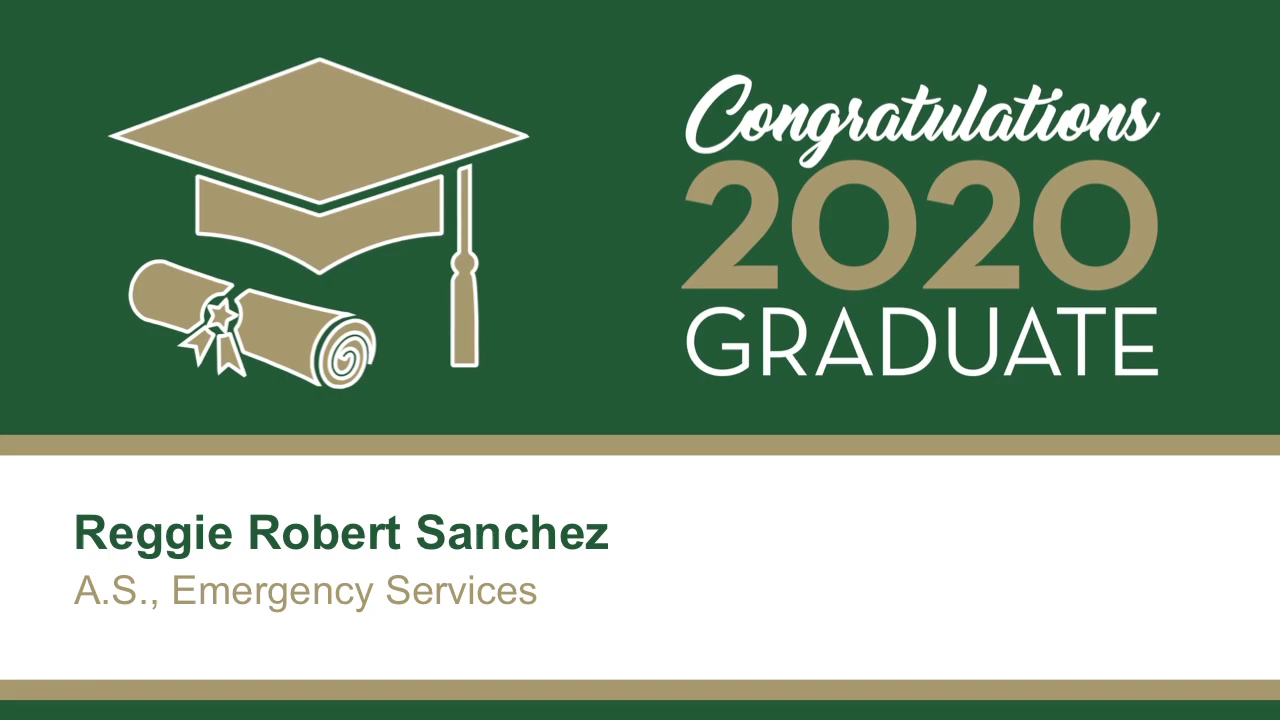 Congratulations
2020
GRADUATE
Reggie Robert Sanchez
A.S., Emergency Services